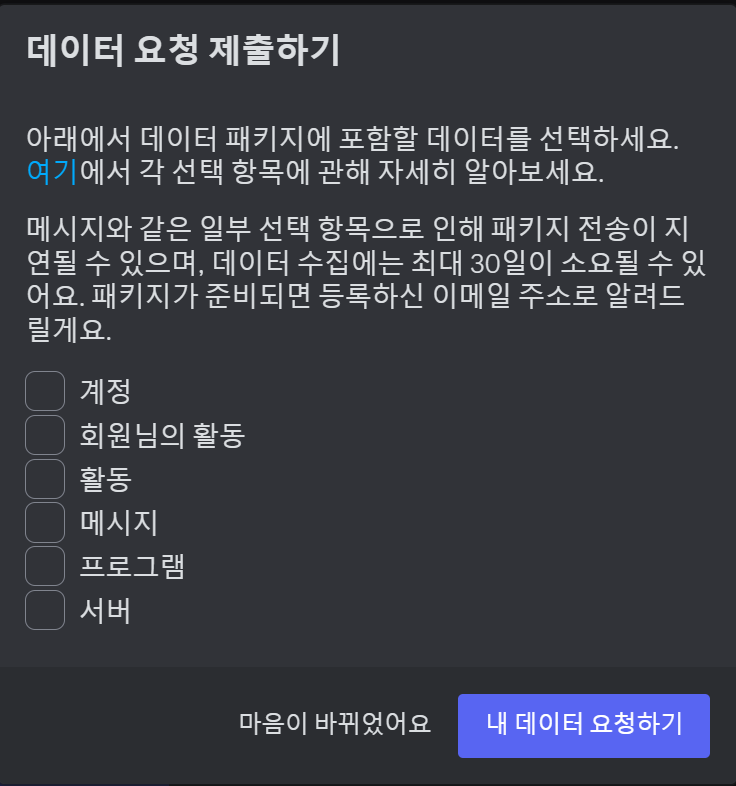 데이터 요청 제출하기
아래에서 데이터 패키지에 포함할 데이터를 선택하세요.
여기에서 각 선택 항목에 관해 자세히 알아보세요.
메시지와 같은 일부 선택 항목으로 인해 패키지 전송이 지
연될 수 있으며, 데이터 수집에는 최대 30일이 소요될 수 있
어요. 패키지가 준비되면 등록하신 이메일 주소로 알려드
릴게요.
계정
회원님의 활동
활동
메시지
프로그램
서버
마음이 바뀌었어요
내 데이터 요청하기